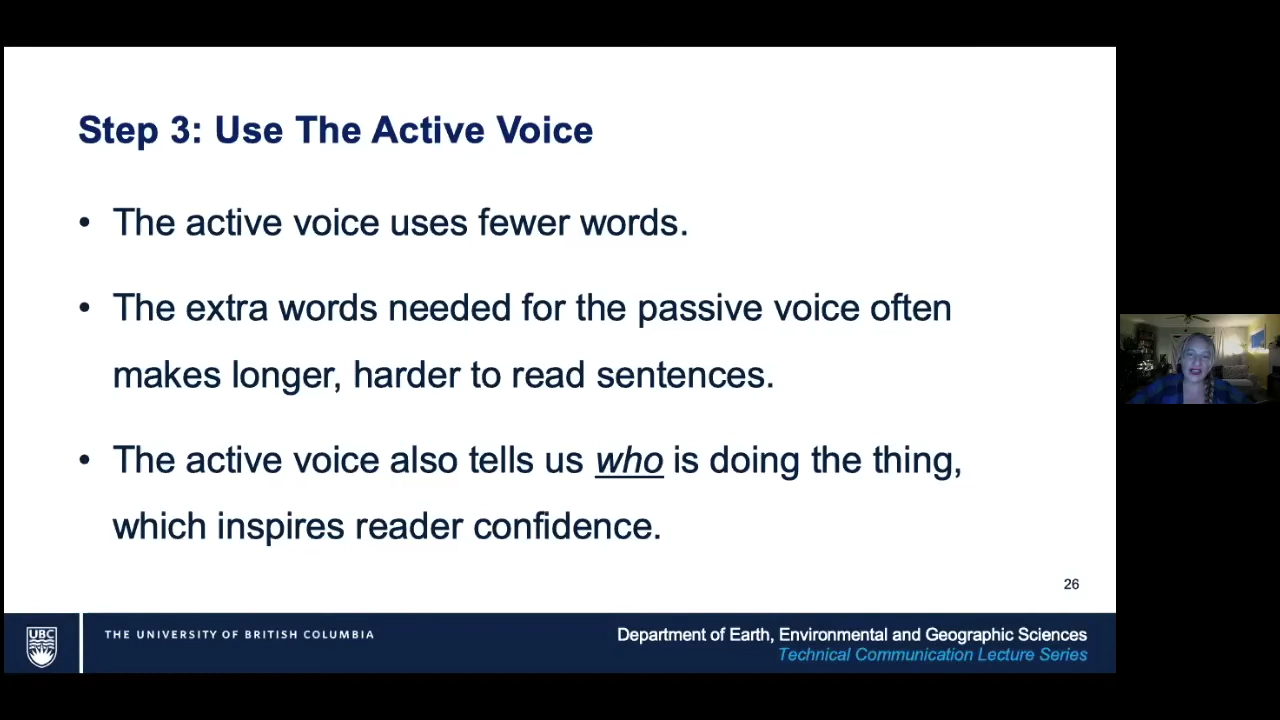 Step 3: Use The Active Voice
• The active voice uses fewer words.
• The extra words needed for the passive voice often
makes longer, harder to read sentences.
• The active voice also tells us who is doing the thing,
which inspires reader confidence.
26
UBC
THE UNIVERSITY OF BRITISH COLUMBIA
Department of Earth, Environmental and Geographic Sciences
Technical Communication Lecture Series